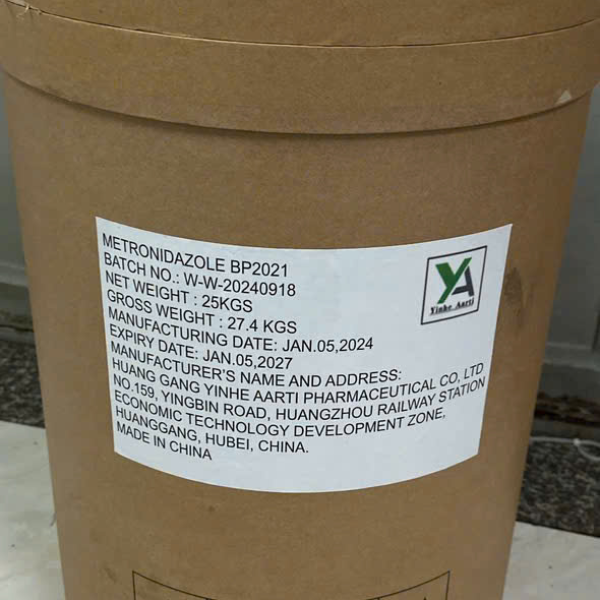 METRONIDAZOLE BP2021
BATCH NO.: W-W-20240918
NET WEIGHT : 25KGS
GROSS WEIGHT : 27.4 KGS
MANUFACTURING DATE: JAN.05,2024
EXPIRY DATE: JAN.05,2027
MANUFACTURER'S NAME AND ADDRESS:
HUANG GANG YINHE AARTI PHARMACEUTICAL CO, LTD
NO.159, YINGBIN ROAD, HUANGZHOU RAILWAY STATION
ECONOMIC TECHNOLOGY DEVELOPMENT ZONE,
HUANGGANG, HUBEI, CHINA.
MADE IN CHINA
YA
Yinhe Aarti